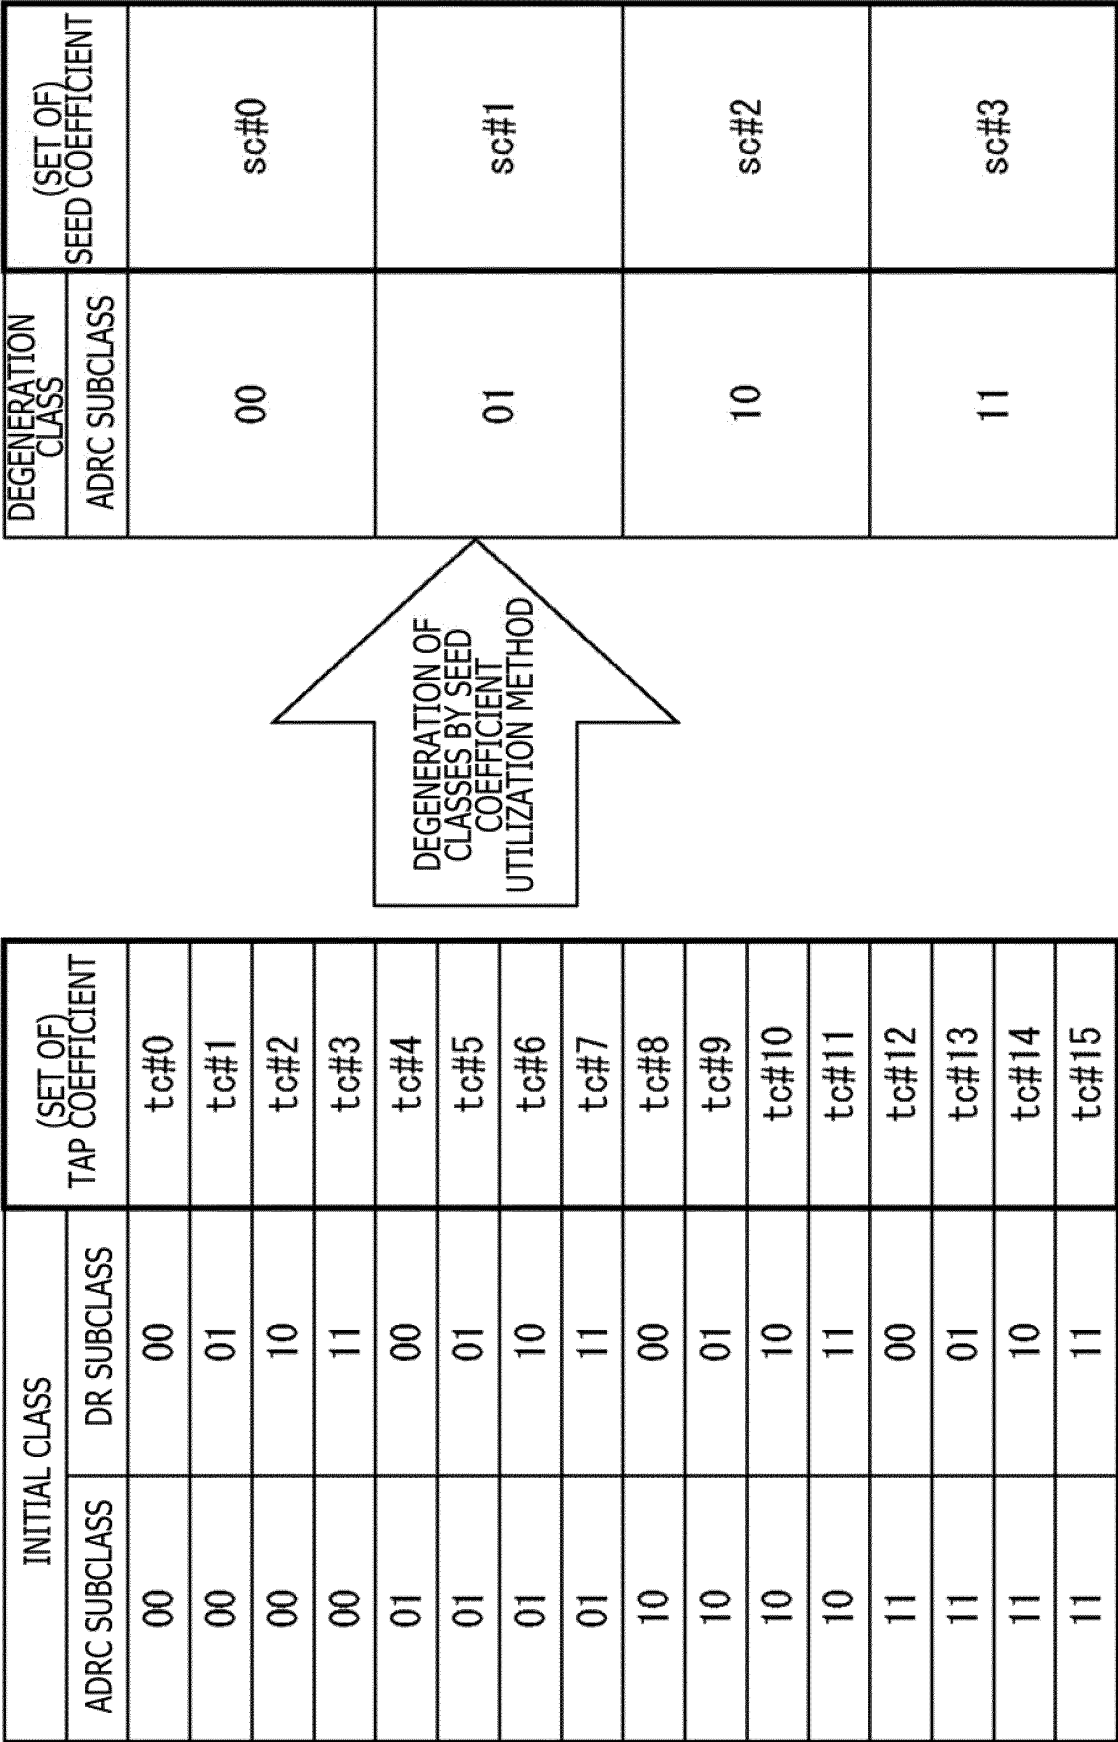 INITIAL CLASS
(SET OF)
TAP COEFFICIENT
ADRC SUBCLASS DR SUBCLASS
00 00 tc#0
00 01 tc#1
00 10 tc#2
00 11 tc#3
01 00 tc#4
01 01 tc#5
01 10 tc#6
01 11 tc#7
10 00 tc#8
10 01 tc#9
10 10 tc#10
10 11 tc#11
11 00 tc#12
11 01 tc#13
11 10 tc#14
11 11 tc#15
DEGENERATION OF
CLASSES BY SEED
COEFFICIENT
UTILIZATION METHOD
DEGENERATION
CLASS
(SET OF)
SEED COEFFICIENT
ADRC SUBCLASS
00 sc#0
01 sc#1
10 sc#2
11 sc#3